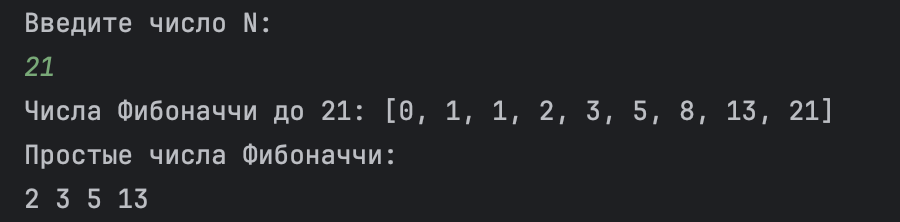 Введите число N:
21
Числа Фибоначчи до 21: [0, 1, 1, 2, 3, 5, 8, 13, 21]
Простые числа Фибоначчи:
2 3 5 13